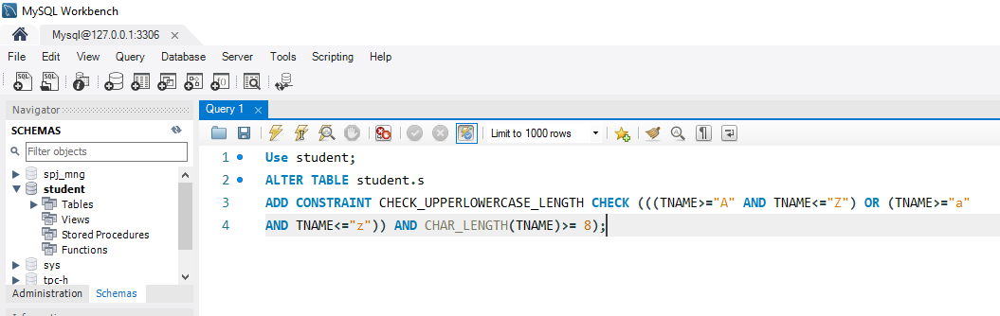 MySQL Workbench
Mysql@127.0.0.1:3306
File Edit View Query Database Server Tools Scripting Help
Navigator
SCHEMAS
Filter objects
spj_mng
student
Tables
Views
Stored Procedures
Functions
sys
tpc-h
Administration Schemas
Query 1
Limit to 1000 rows
1 Use student;
2 ALTER TABLE student.s
3 ADD CONSTRAINT CHECK_UPPERLOWERCASE_LENGTH CHECK (((TNAME>="A" AND TNAME<="Z") OR (TNAME>="a"
4 AND TNAME<="z")) AND CHAR_LENGTH(TNAME)>= 8);